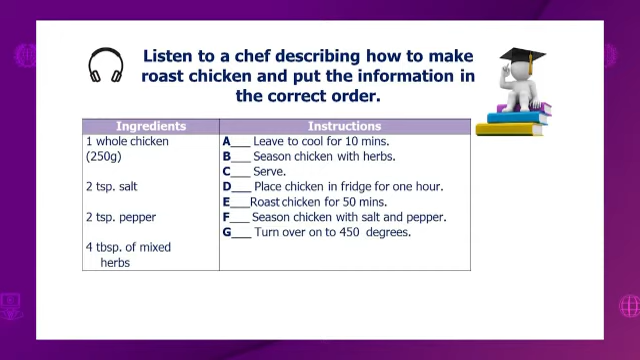 Listen to a chef describing how to make
roast chicken and put the information in
the correct order.
Ingredients
1 whole chicken
(250g)
2 tsp. salt
2 tsp. pepper
4 tbsp. of mixed
herbs
Instructions
A___ Leave to cool for 10 mins.
B___ Season chicken with herbs.
C___ Serve.
D___ Place chicken in fridge for one hour.
E___Roast chicken for 50 mins.
F___ Season chicken with salt and pepper.
G___ Turn over on to 450 degrees.